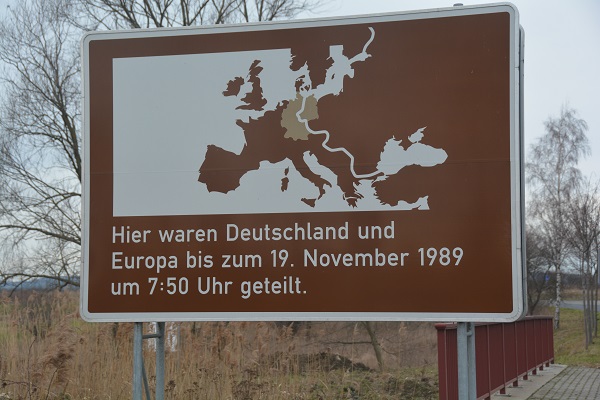 Hier waren Deutschland und
Europa bis zum 19. November 1989
um 7:50 Uhr geteilt.